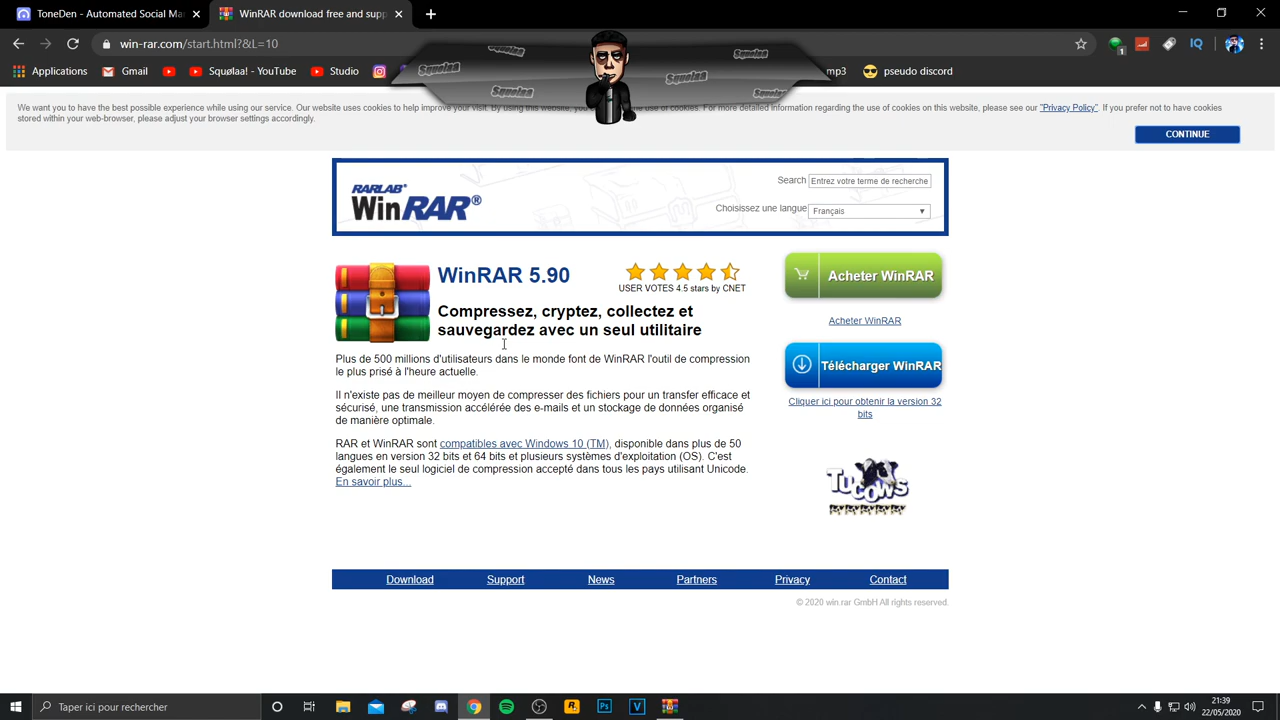 ToneDen - Automated Social Ma
WinRAR download free and supp
win-rar.com/start.html?&L=10
1
IQ
Applications
Gmail
Squølaa! - YouTube
Studio
mp3
pseudo discord
We want you to have the best possible experience while using our service. Our website uses cookies to help improve your visit. By using this website, you
use of cookies. For more detailed information regarding the use of cookies on this website, please see our "Privacy Policy". If you prefer not to have cookies
stored within your web-browser, please adjust your browser settings accordingly.
CONTINUE
RARLAB®
WinRAR®
Search
Entrez votre terme de recherche
Choisissez une langue
Français
WinRAR 5.90
USER VOTES 4.5 stars by CNET
Compressez, cryptez, collectez et
sauvegardez avec un seul utilitaire
Plus de 500 millions d'utilisateurs dans le monde font de WinRAR l'outil de compression
le plus prisé à l'heure actuelle.
Il n'existe pas de meilleur moyen de compresser des fichiers pour un transfer efficace et
sécurisé, une transmission accélérée des e-mails et un stockage de données organisé
de manière optimale.
RAR et WinRAR sont compatibles avec Windows 10 (TM), disponible dans plus de 50
langues en version 32 bits et 64 bits et plusieurs systèmes d'exploitation (OS). C'est
également le seul logiciel de compression accepté dans tous les pays utilisant Unicode.
En savoir plus...
Acheter WinRAR
Acheter WinRAR
Télécharger WinRAR
Cliquer ici pour obtenir la version 32
bits
TUCOWS
Download
Support
News
Partners
Privacy
Contact
© 2020 win.rar GmbH All rights reserved.
Taper ici pour rechercher
R
Ps
V
21:39
22/05/2020